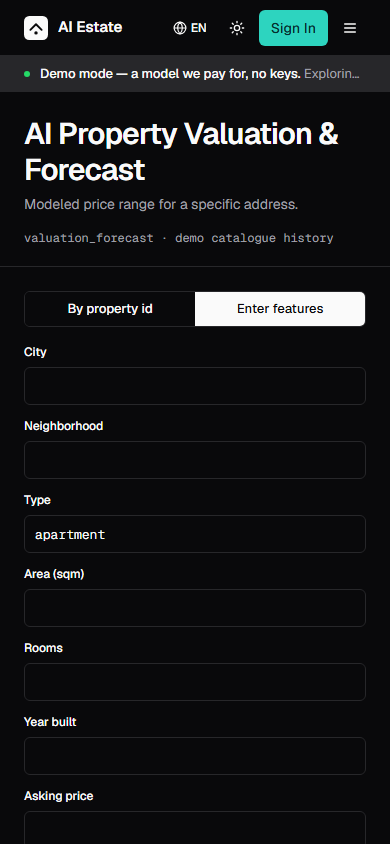 AI Estate
EN
Sign In
Demo mode — a model we pay for, no keys. Explorin…
AI Property Valuation &
Forecast
Modeled price range for a specific address.
valuation_forecast · demo catalogue history
By property id
Enter features
City
Neighborhood
Type
apartment
Area (sqm)
Rooms
Year built
Asking price